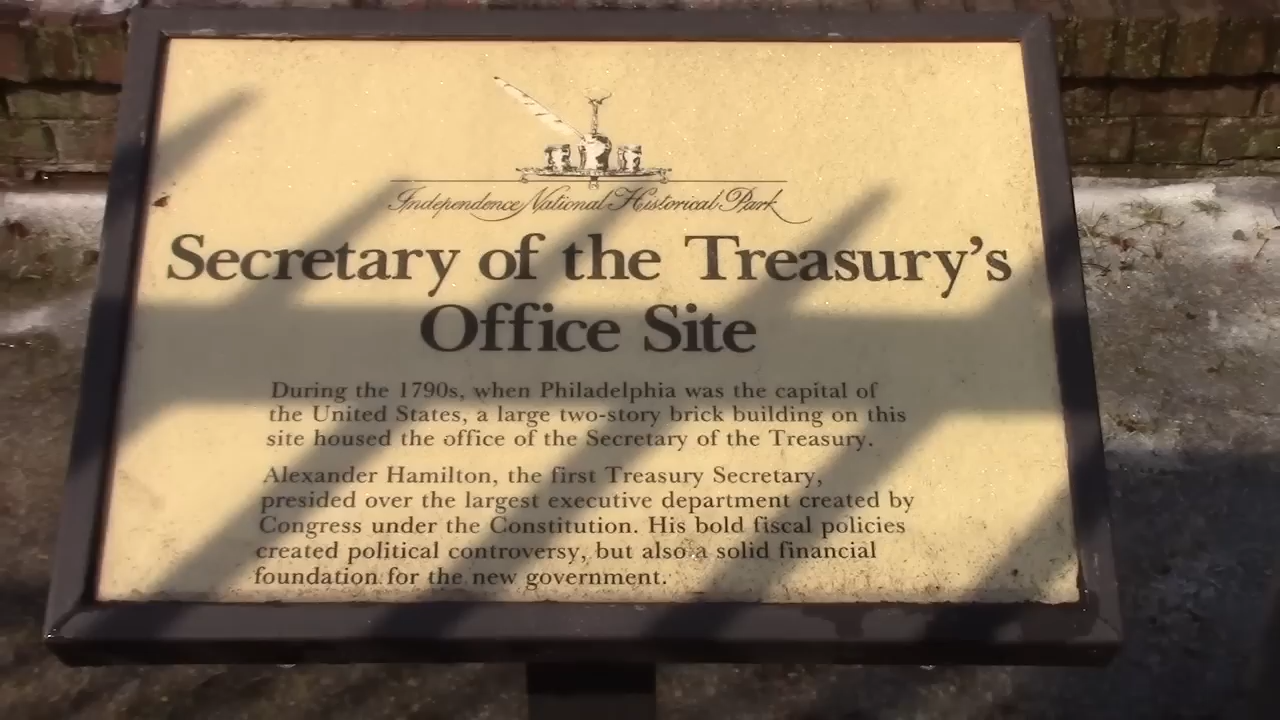 Independence National Historical Park
Secretary of the Treasury's
Office Site
During the 1790s, when Philadelphia was the capital of
the United States, a large two-story brick building on this
site housed the office of the Secretary of the Treasury.
Alexander Hamilton, the first Treasury Secretary,
presided over the largest executive department created by
Congress under the Constitution. His bold fiscal policies
created political controversy, but also a solid financial
foundation for the new government.